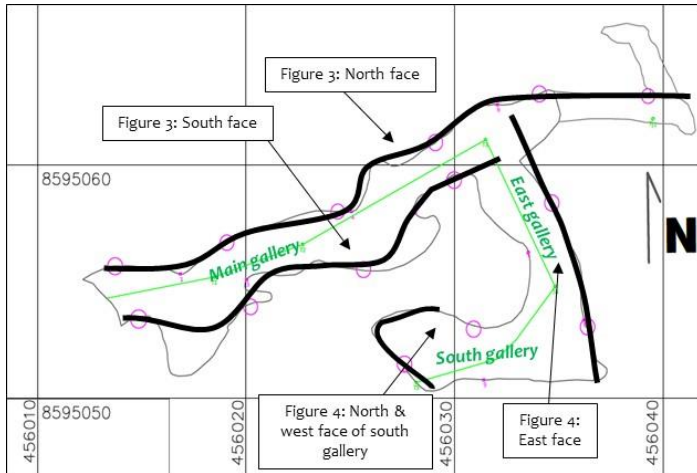 Figure 3: North face
Figure 3: South face
8595060
East gallery
N
Main gallery
South gallery
8595050
Figure 4: North &
west face of south
gallery
Figure 4:
East face
456010
456020
456030
456040